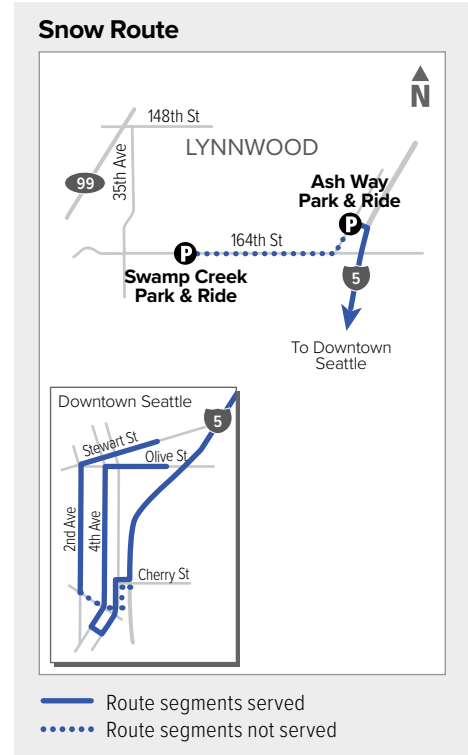 Snow Route
N
148th St
35th Ave
LYNNWOOD
99
Ash Way
Park & Ride
P
164th St
P
Swamp Creek
Park & Ride
5
To Downtown
Seattle
Downtown Seattle
5
Stewart St
Olive St
2nd Ave
4th Ave
Cherry St
Route segments served
Route segments not served